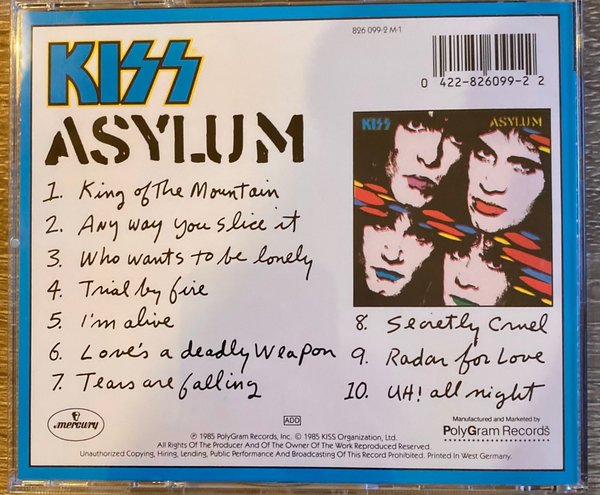 826 099-2 M-1
KISS
0 422-826099-2 2
ASYLUM
KISS ASYLUM
1. King of The Mountain
2. Any way you slice it
3. Who wants to be lonely
4. Trial by fire
5. I'm alive
6. Love's a deadly Weapon
7. Tears are falling
8. Secretly Cruel
9. Radar for Love
10. UH! all night
mercury
ADD
Manufactured and Marketed by
PolyGram Records
℗ 1985 PolyGram Records, Inc. © 1985 KISS Organization, Ltd.
All Rights Of The Producer And Of The Owner Of The Work Reproduced Reserved.
Unauthorized Copying, Hiring, Lending, Public Performance And Broadcasting Of This Record Prohibited. Printed In West Germany.